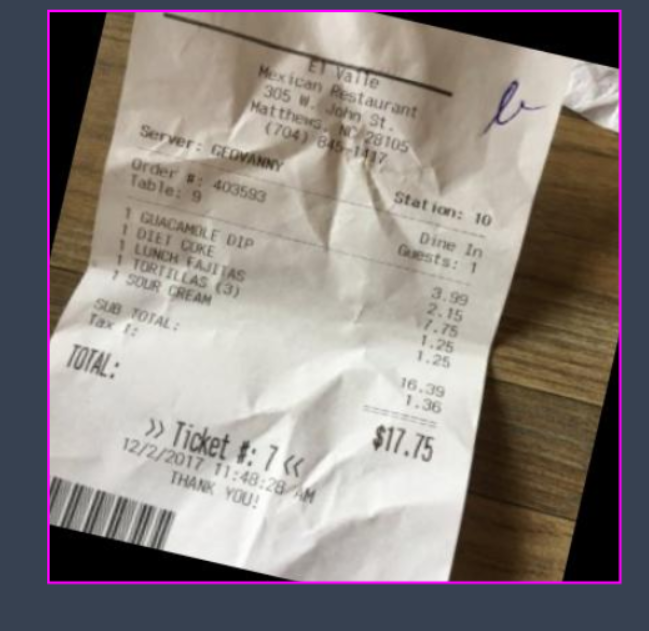 El Valle
Mexican Restaurant
305 W. John St.
Matthews, NC 28105
(704) 845-1417
Server: GEOVANNY Station: 10
Order #: 403593 Dine In
Table: 9 Guests: 1
1 GUACAMOLE DIP 3.99
1 DIET COKE 2.15
1 LUNCH FAJITAS 7.75
1 TORTILLAS (3) 1.25
1 SOUR CREAM 1.25
SUB TOTAL: 16.39
Tax 1: 1.36
TOTAL: $17.75
>> Ticket #: 7 <<
12/2/2017 11:48:28 AM
THANK YOU!